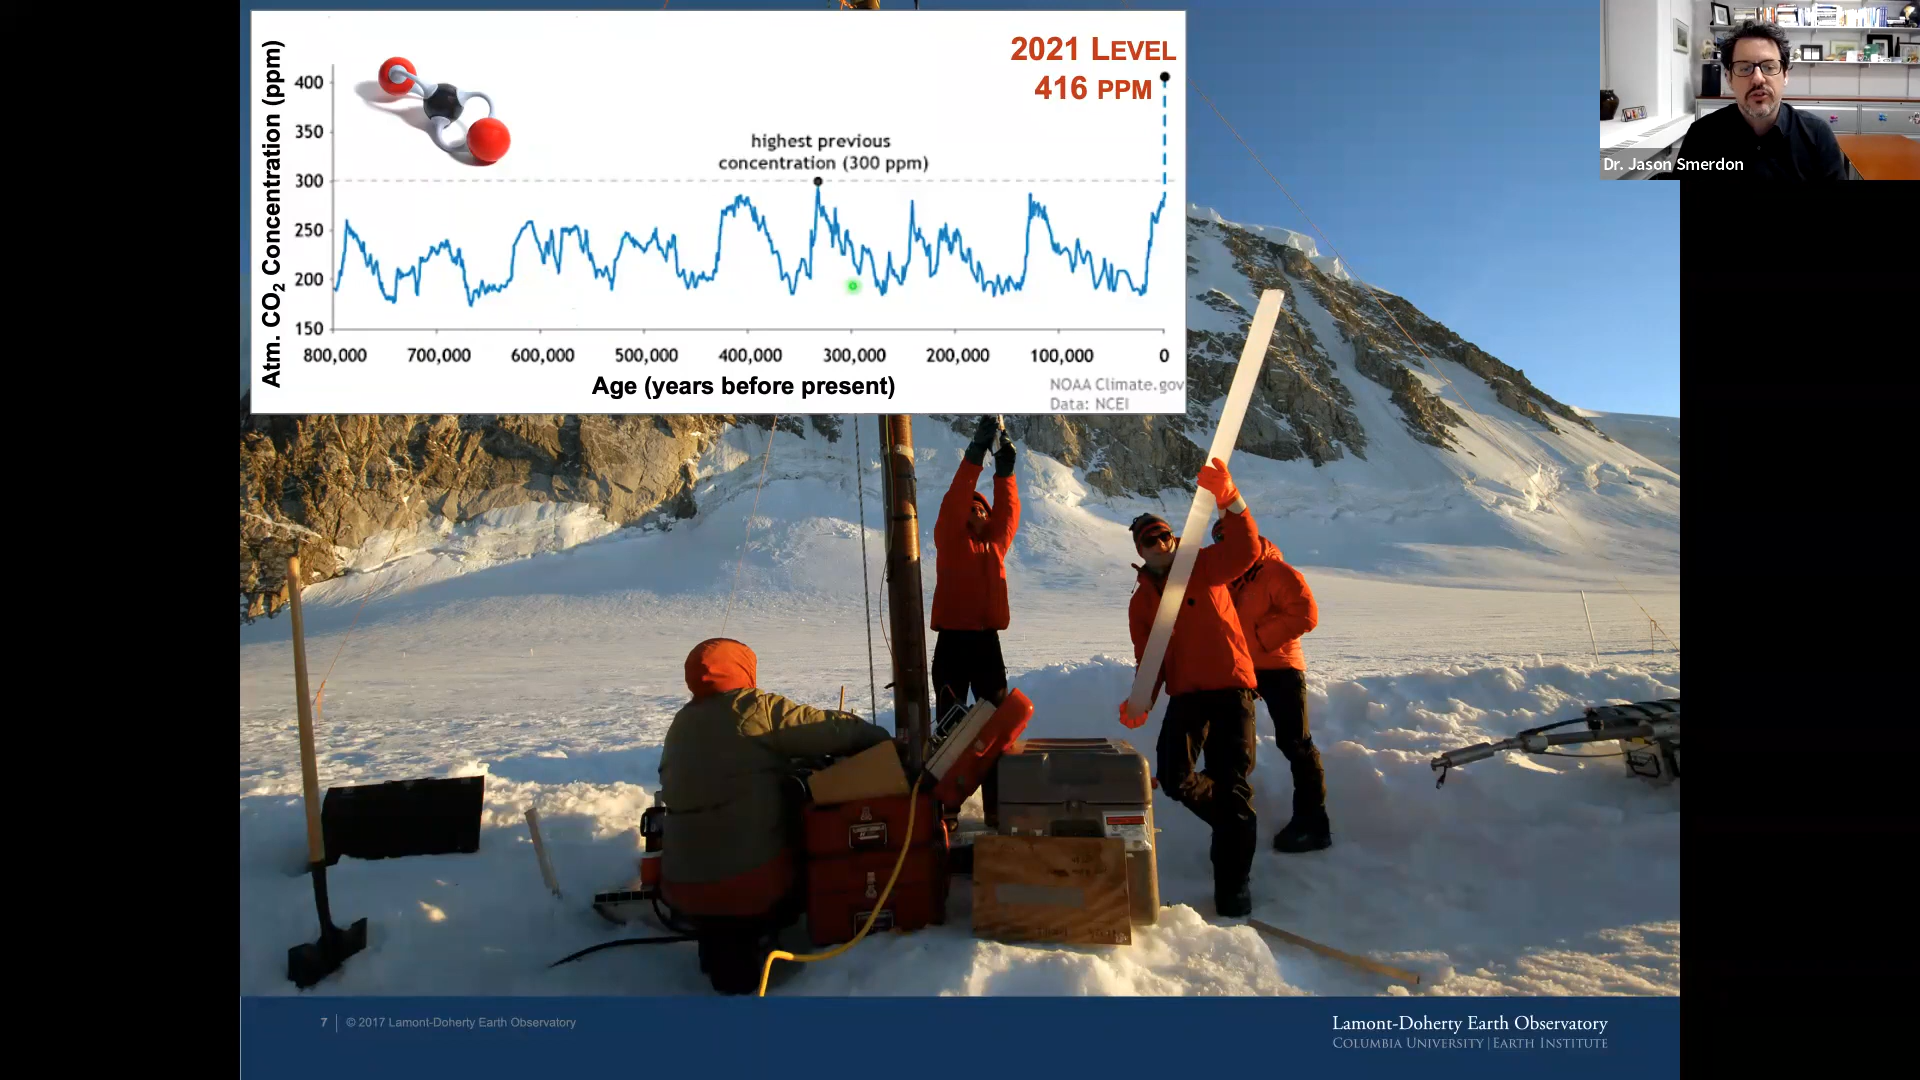 2021 LEVEL
416 PPM
Atm. CO₂ Concentration (ppm)
400
350
300
250
200
150
highest previous
concentration (300 ppm)
800,000 700,000 600,000 500,000 400,000 300,000 200,000 100,000 0
Age (years before present)
NOAA Climate.gov
Data: NCEI
Dr. Jason Smerdon
7 | © 2017 Lamont-Doherty Earth Observatory
Lamont-Doherty Earth Observatory
COLUMBIA UNIVERSITY | EARTH INSTITUTE